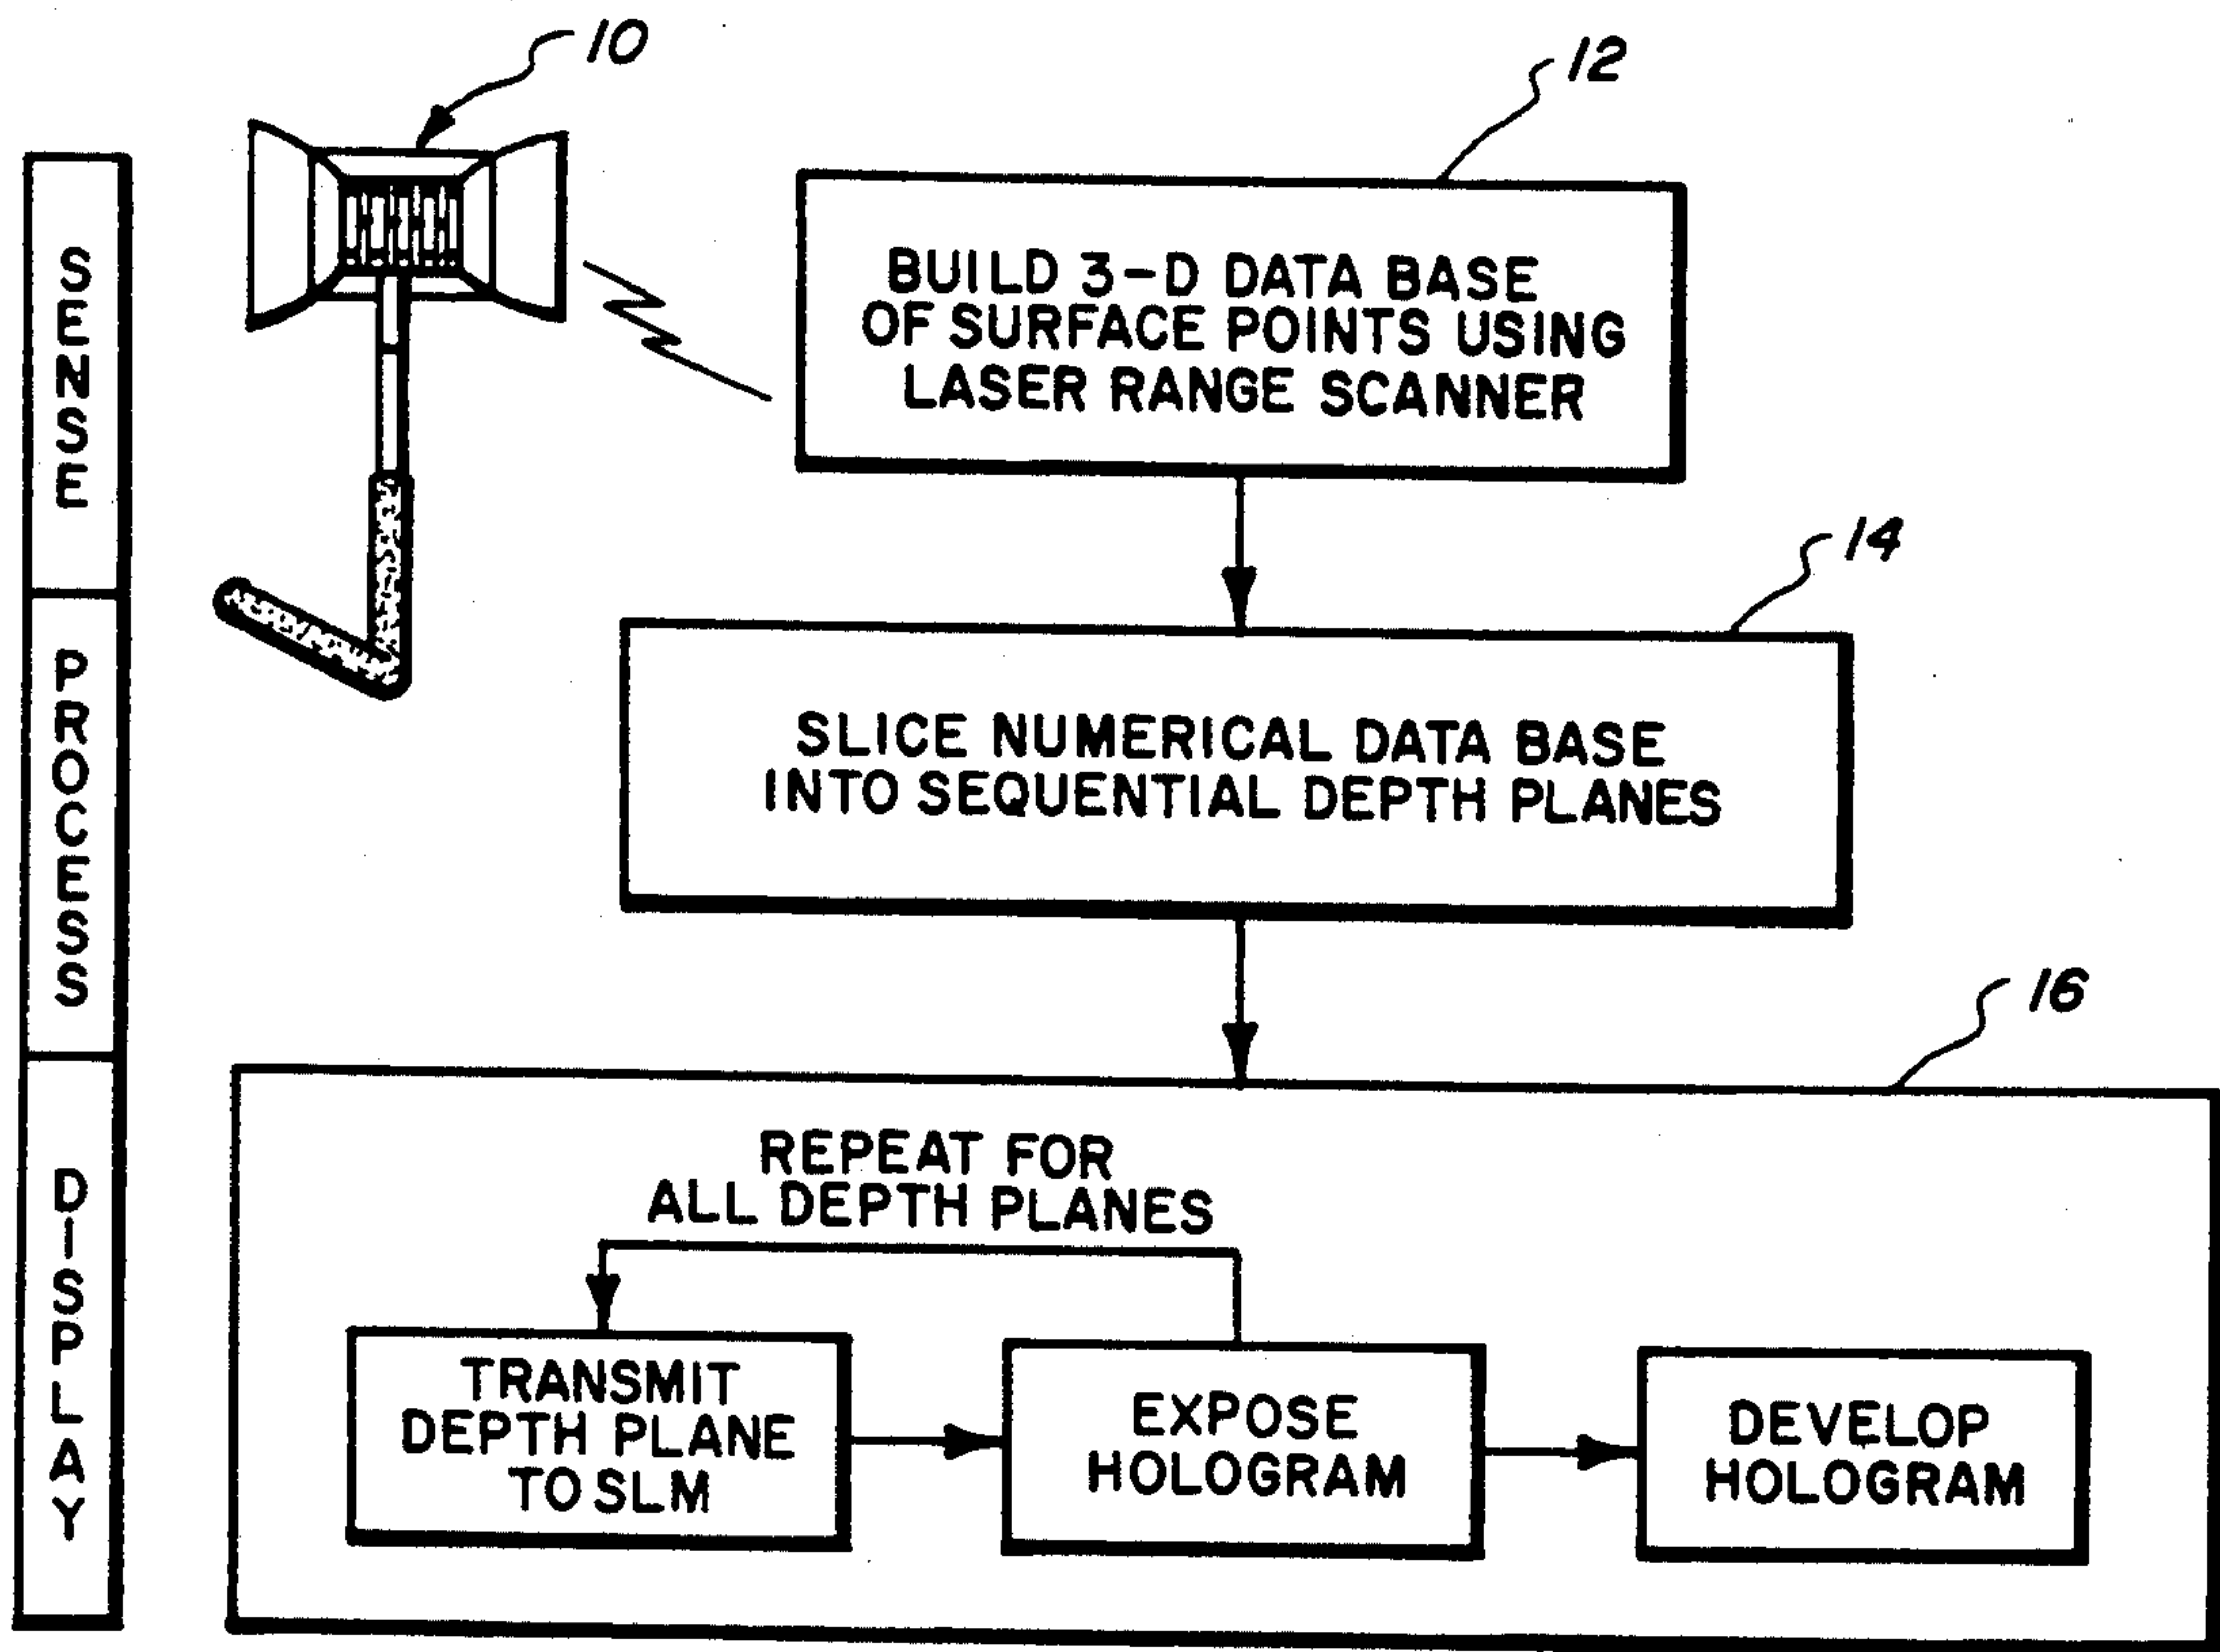 10
12
SENSE
BUILD 3-D DATA BASE
OF SURFACE POINTS USING
LASER RANGE SCANNER
14
PROCESS
SLICE NUMERICAL DATA BASE
INTO SEQUENTIAL DEPTH PLANES
16
DISPLAY
REPEAT FOR
ALL DEPTH PLANES
TRANSMIT
DEPTH PLANE
TO SLM
EXPOSE
HOLOGRAM
DEVELOP
HOLOGRAM